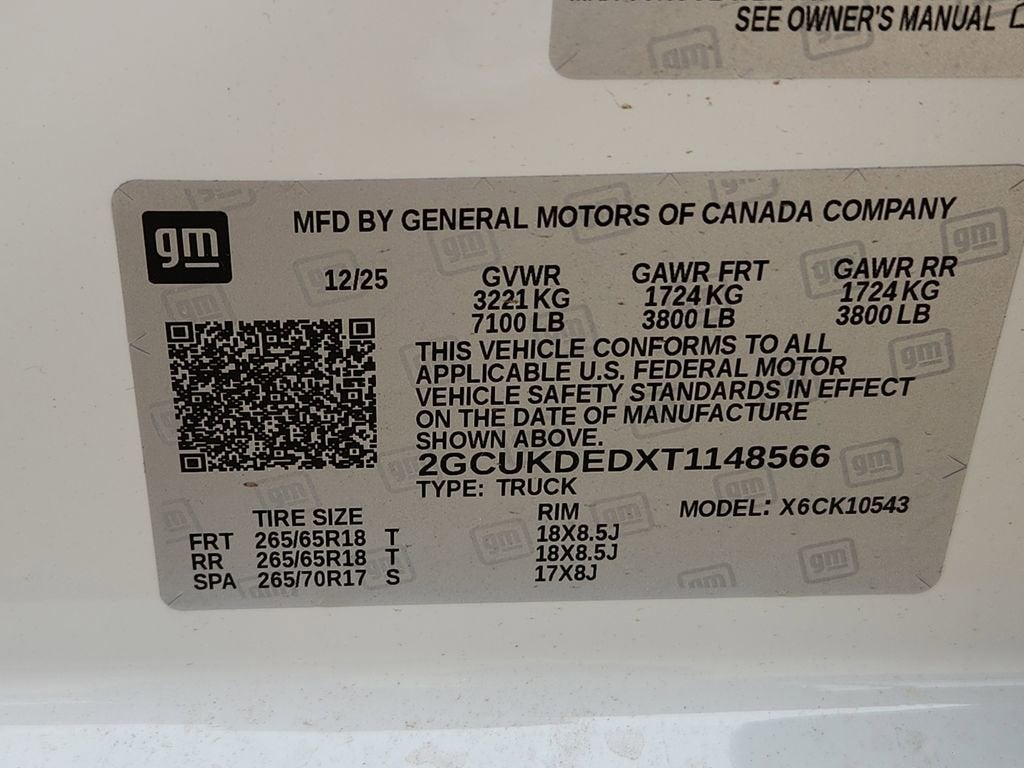 SEE OWNER'S MANUAL
gm
MFD BY GENERAL MOTORS OF CANADA COMPANY
12/25 GVWR GAWR FRT GAWR RR
3221 KG 1724 KG 1724 KG
7100 LB 3800 LB 3800 LB
THIS VEHICLE CONFORMS TO ALL
APPLICABLE U.S. FEDERAL MOTOR
VEHICLE SAFETY STANDARDS IN EFFECT
ON THE DATE OF MANUFACTURE
SHOWN ABOVE.
2GCUKDEDXT1148566
TYPE: TRUCK
TIRE SIZE RIM MODEL: X6CK10543
FRT 265/65R18 T 18X8.5J
RR 265/65R18 T 18X8.5J
SPA 265/70R17 S 17X8J